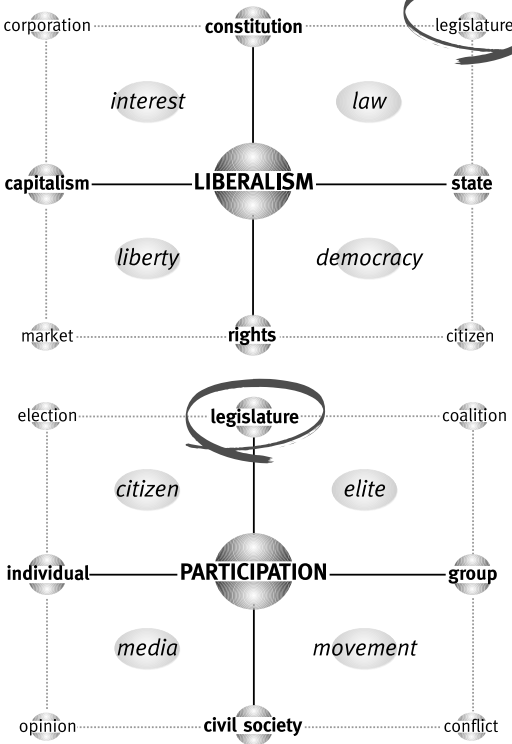 corporation
constitution
legislature
interest
law
capitalism
LIBERALISM
state
liberty
democracy
market
rights
citizen
election
legislature
coalition
citizen
elite
individual
PARTICIPATION
group
media
movement
opinion
civil society
conflict